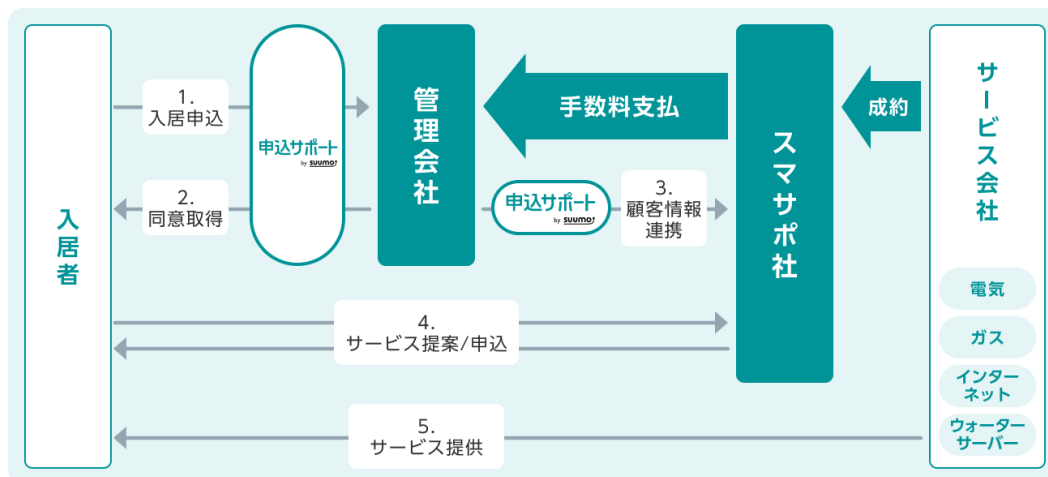 入居者
1.
入居申込
2.
同意取得
申込サポート
by SUUMO
管理会社
手数料支払
申込サポート
by SUUMO
3.
顧客情報
連携
スマサポ社
成約
サービス会社
電気
ガス
インター
ネット
ウォーター
サーバー
4.
サービス提案/申込
5.
サービス提供